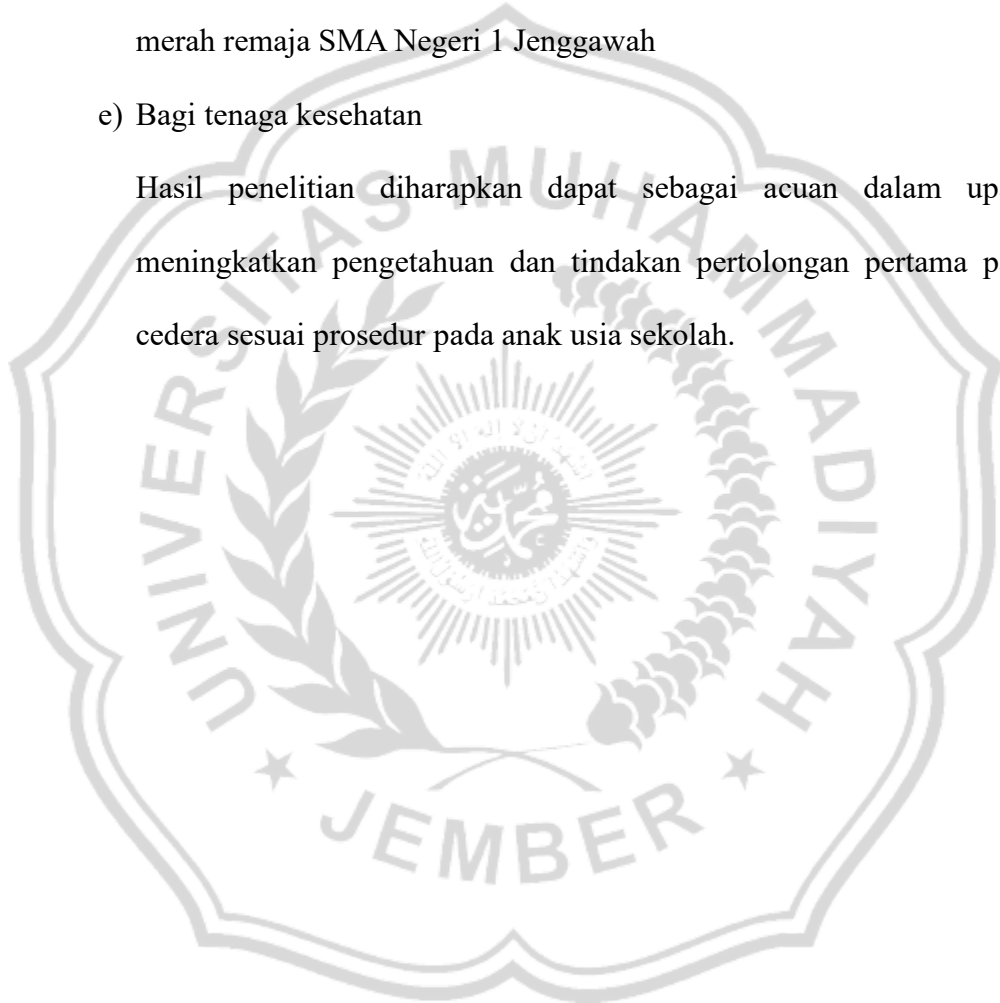 merah remaja SMA Negeri 1 Jenggawah
e) Bagi tenaga kesehatan
Hasil penelitian diharapkan dapat sebagai acuan dalam up
meningkatkan pengetahuan dan tindakan pertolongan pertama p
cedera sesuai prosedur pada anak usia sekolah.
UNIVERSITAS MUHAMMADIYAH
JEMBER